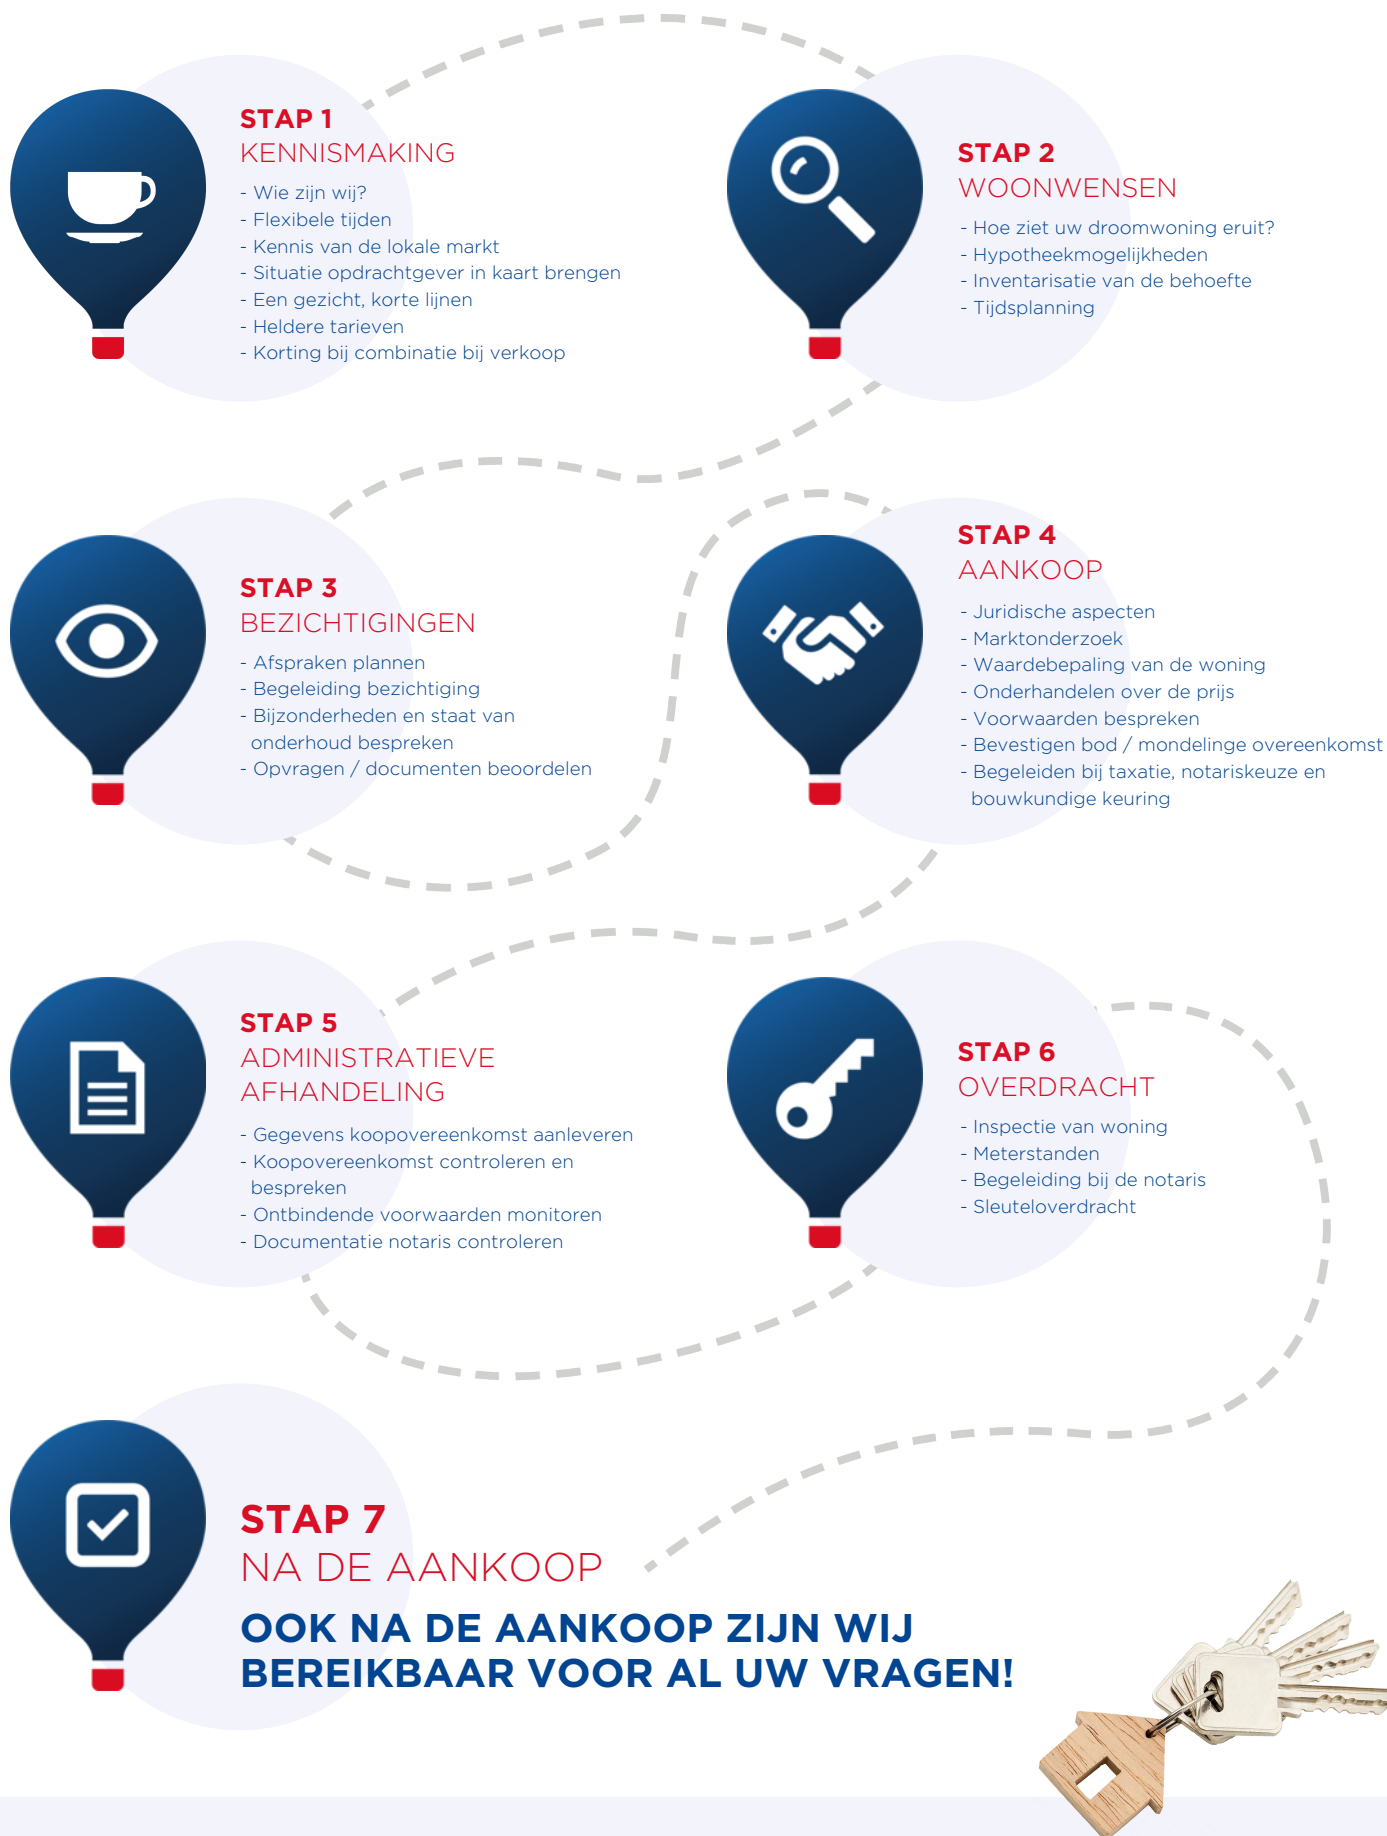 STAP 1
KENNISMAKING
- Wie zijn wij?
- Flexibele tijden
- Kennis van de lokale markt
- Situatie opdrachtgever in kaart brengen
- Een gezicht, korte lijnen
- Heldere tarieven
- Korting bij combinatie bij verkoop
STAP 2
WOONWENSEN
- Hoe ziet uw droomwoning eruit?
- Hypotheekmogelijkheden
- Inventarisatie van de behoefte
- Tijdsplanning
STAP 3
BEZICHTIGINGEN
- Afspraken plannen
- Begeleiding bezichtiging
- Bijzonderheden en staat van
onderhoud bespreken
- Opvragen / documenten beoordelen
STAP 4
AANKOOP
- Juridische aspecten
- Marktonderzoek
- Waardebepaling van de woning
- Onderhandelen over de prijs
- Voorwaarden bespreken
- Bevestigen bod / mondelinge overeenkomst
- Begeleiden bij taxatie, notariskeuze en
bouwkundige keuring
STAP 5
ADMINISTRATIEVE
AFHANDELING
- Gegevens koopovereenkomst aanleveren
- Koopovereenkomst controleren en
bespreken
- Ontbindende voorwaarden monitoren
- Documentatie notaris controleren
STAP 6
OVERDRACHT
- Inspectie van woning
- Meterstanden
- Begeleiding bij de notaris
- Sleuteloverdracht
STAP 7
NA DE AANKOOP
OOK NA DE AANKOOP ZIJN WIJ
BEREIKBAAR VOOR AL UW VRAGEN!